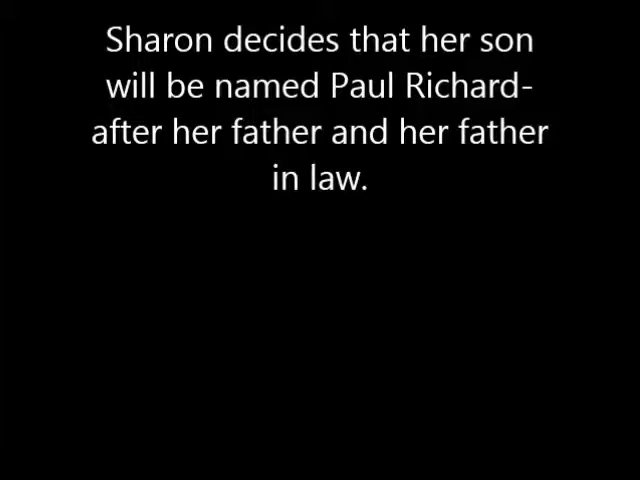 Sharon decides that her son
will be named Paul Richard-
after her father and her father
in law.